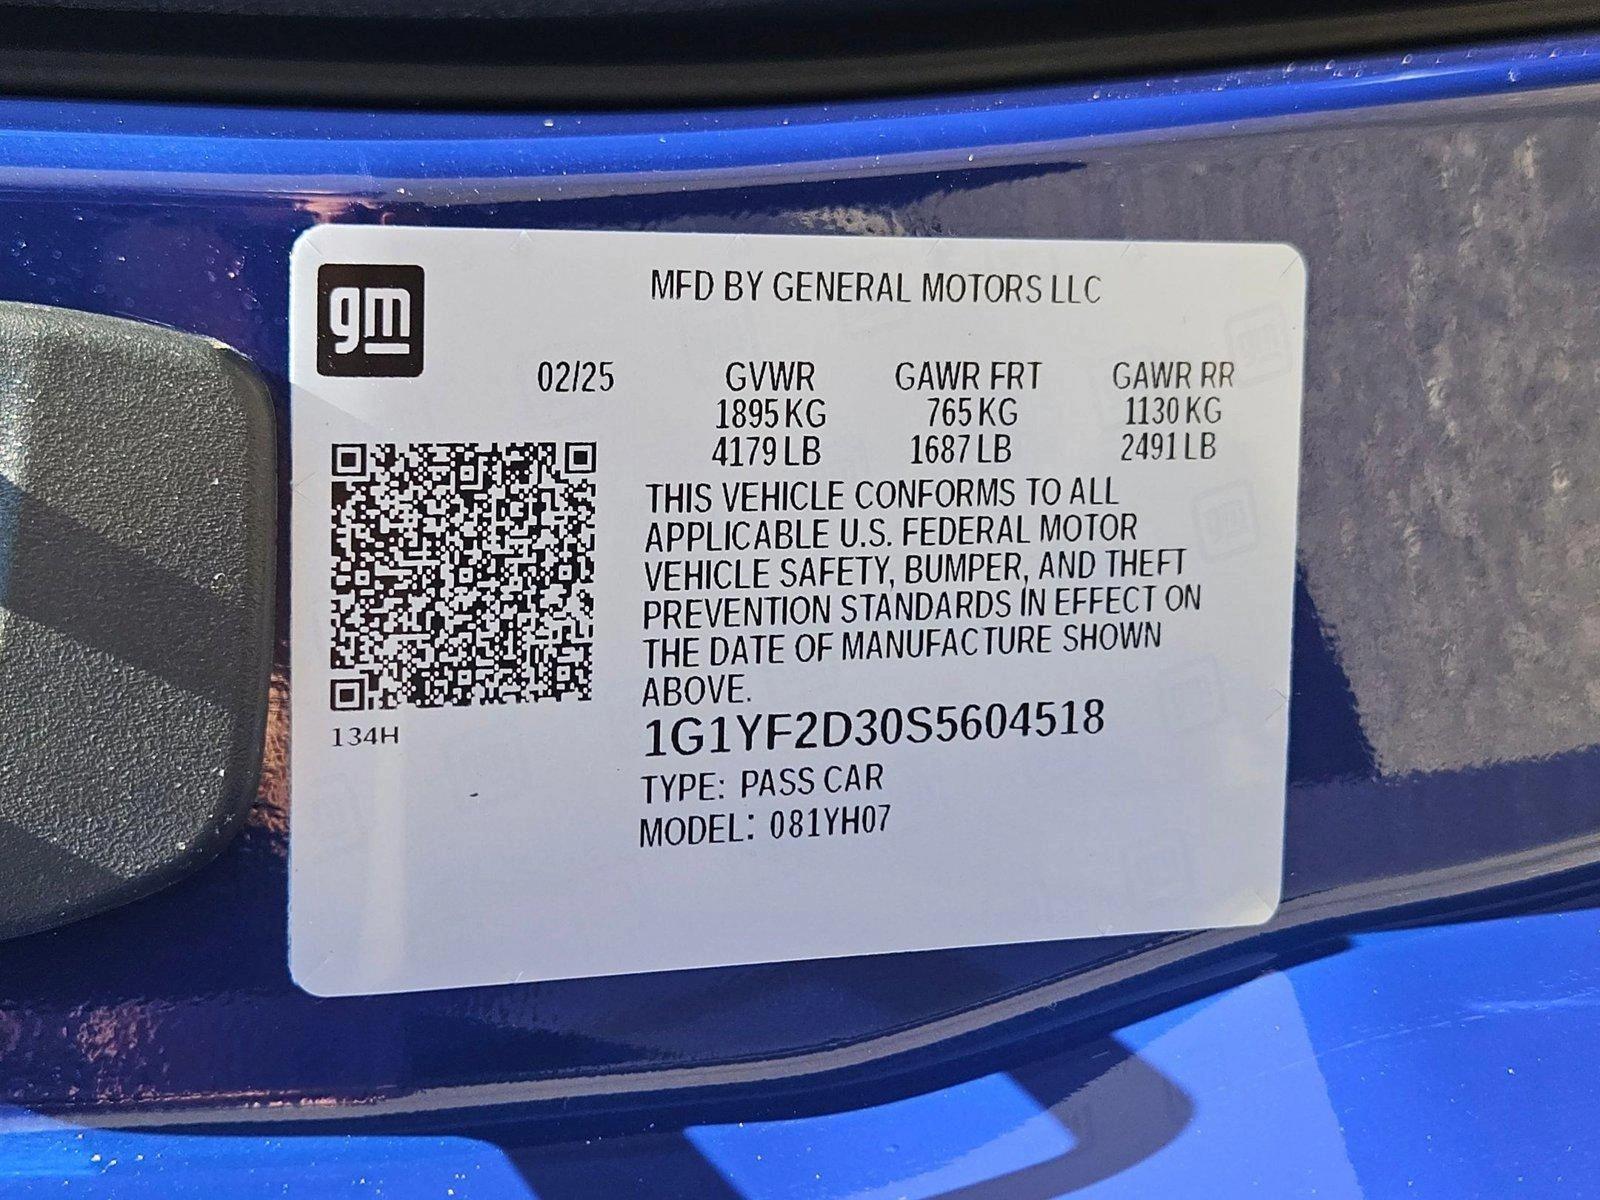 gm
MFD BY GENERAL MOTORS LLC
02/25 GVWR GAWR FRT GAWR RR
1895 KG 765 KG 1130 KG
4179 LB 1687 LB 2491 LB
THIS VEHICLE CONFORMS TO ALL
APPLICABLE U.S. FEDERAL MOTOR
VEHICLE SAFETY, BUMPER, AND THEFT
PREVENTION STANDARDS IN EFFECT ON
THE DATE OF MANUFACTURE SHOWN
ABOVE.
134H
1G1YF2D30S5604518
TYPE: PASS CAR
MODEL: 081YH07